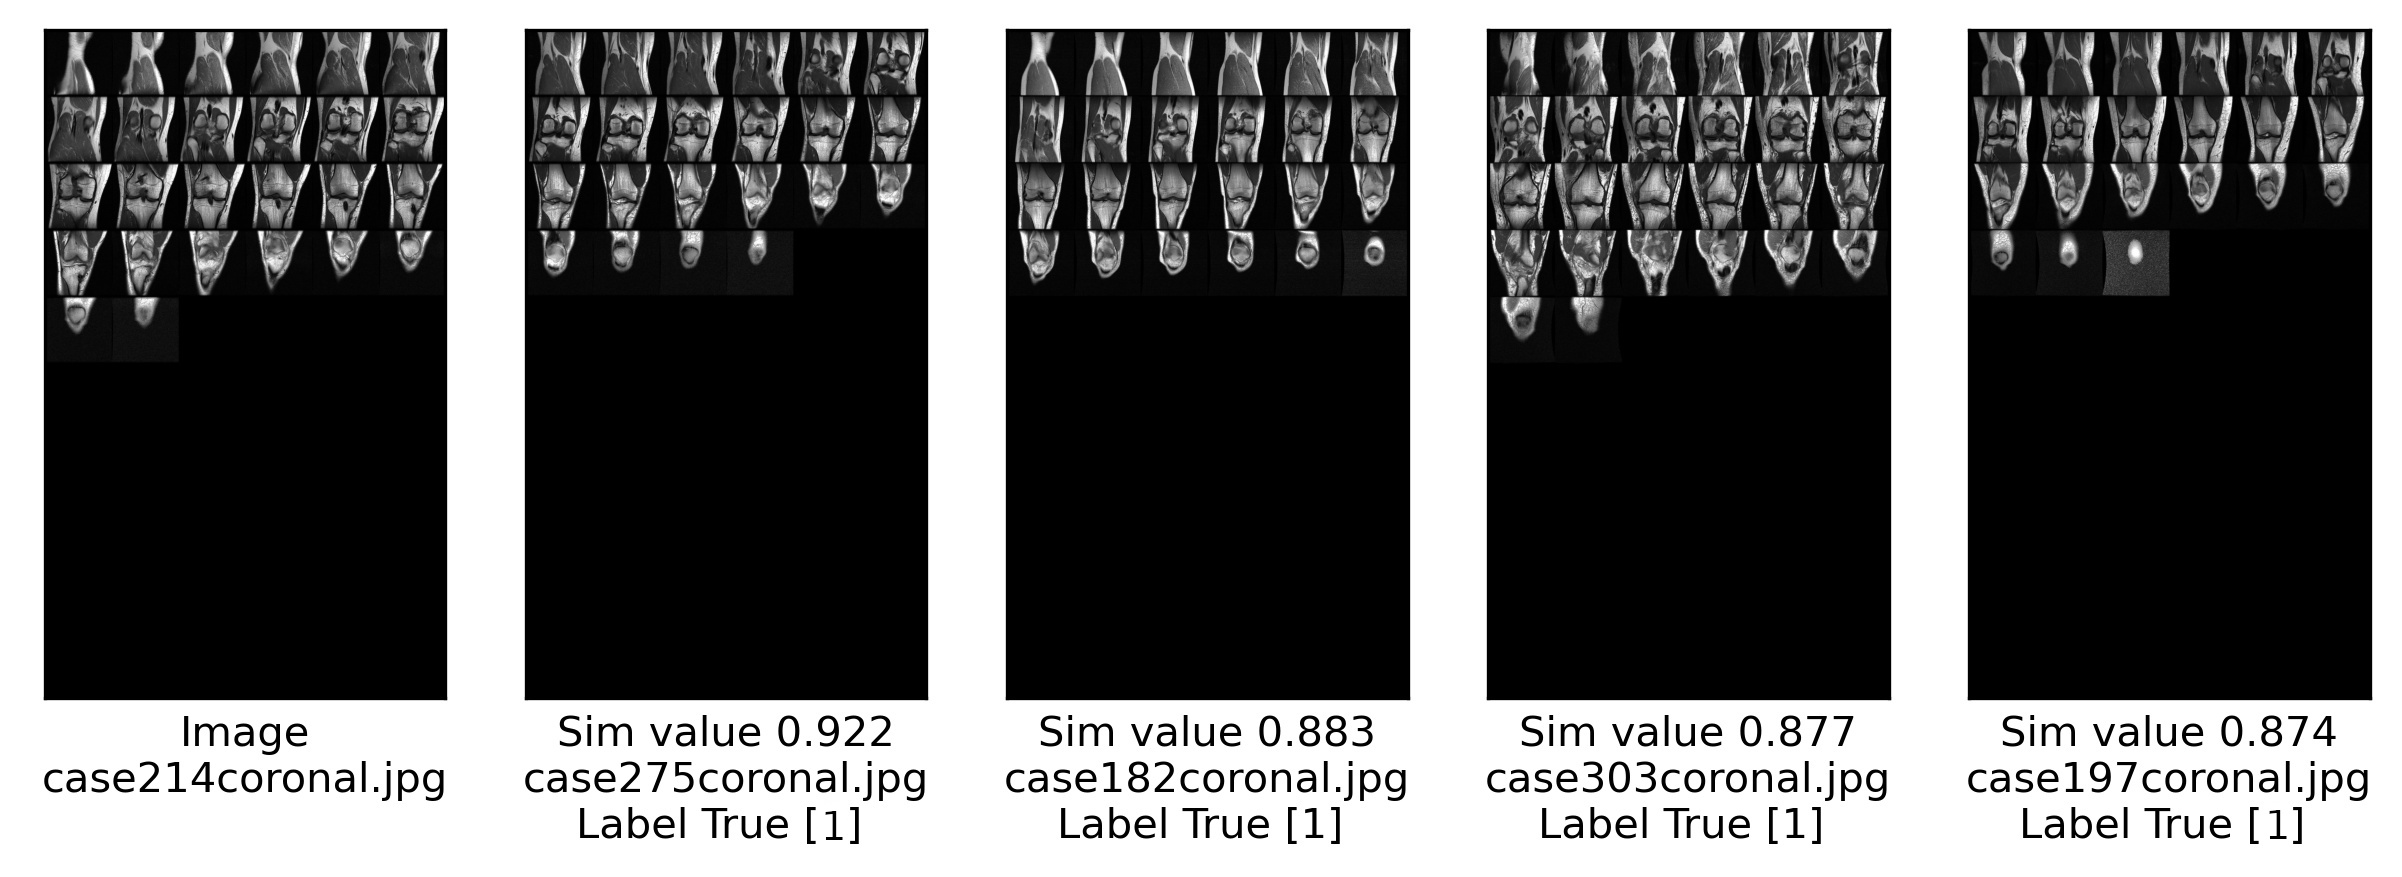 Image
case214coronal.jpg
Sim value 0.922
case275coronal.jpg
Label True [1]
Sim value 0.883
case182coronal.jpg
Label True [1]
Sim value 0.877
case303coronal.jpg
Label True [1]
Sim value 0.874
case197coronal.jpg
Label True [1]